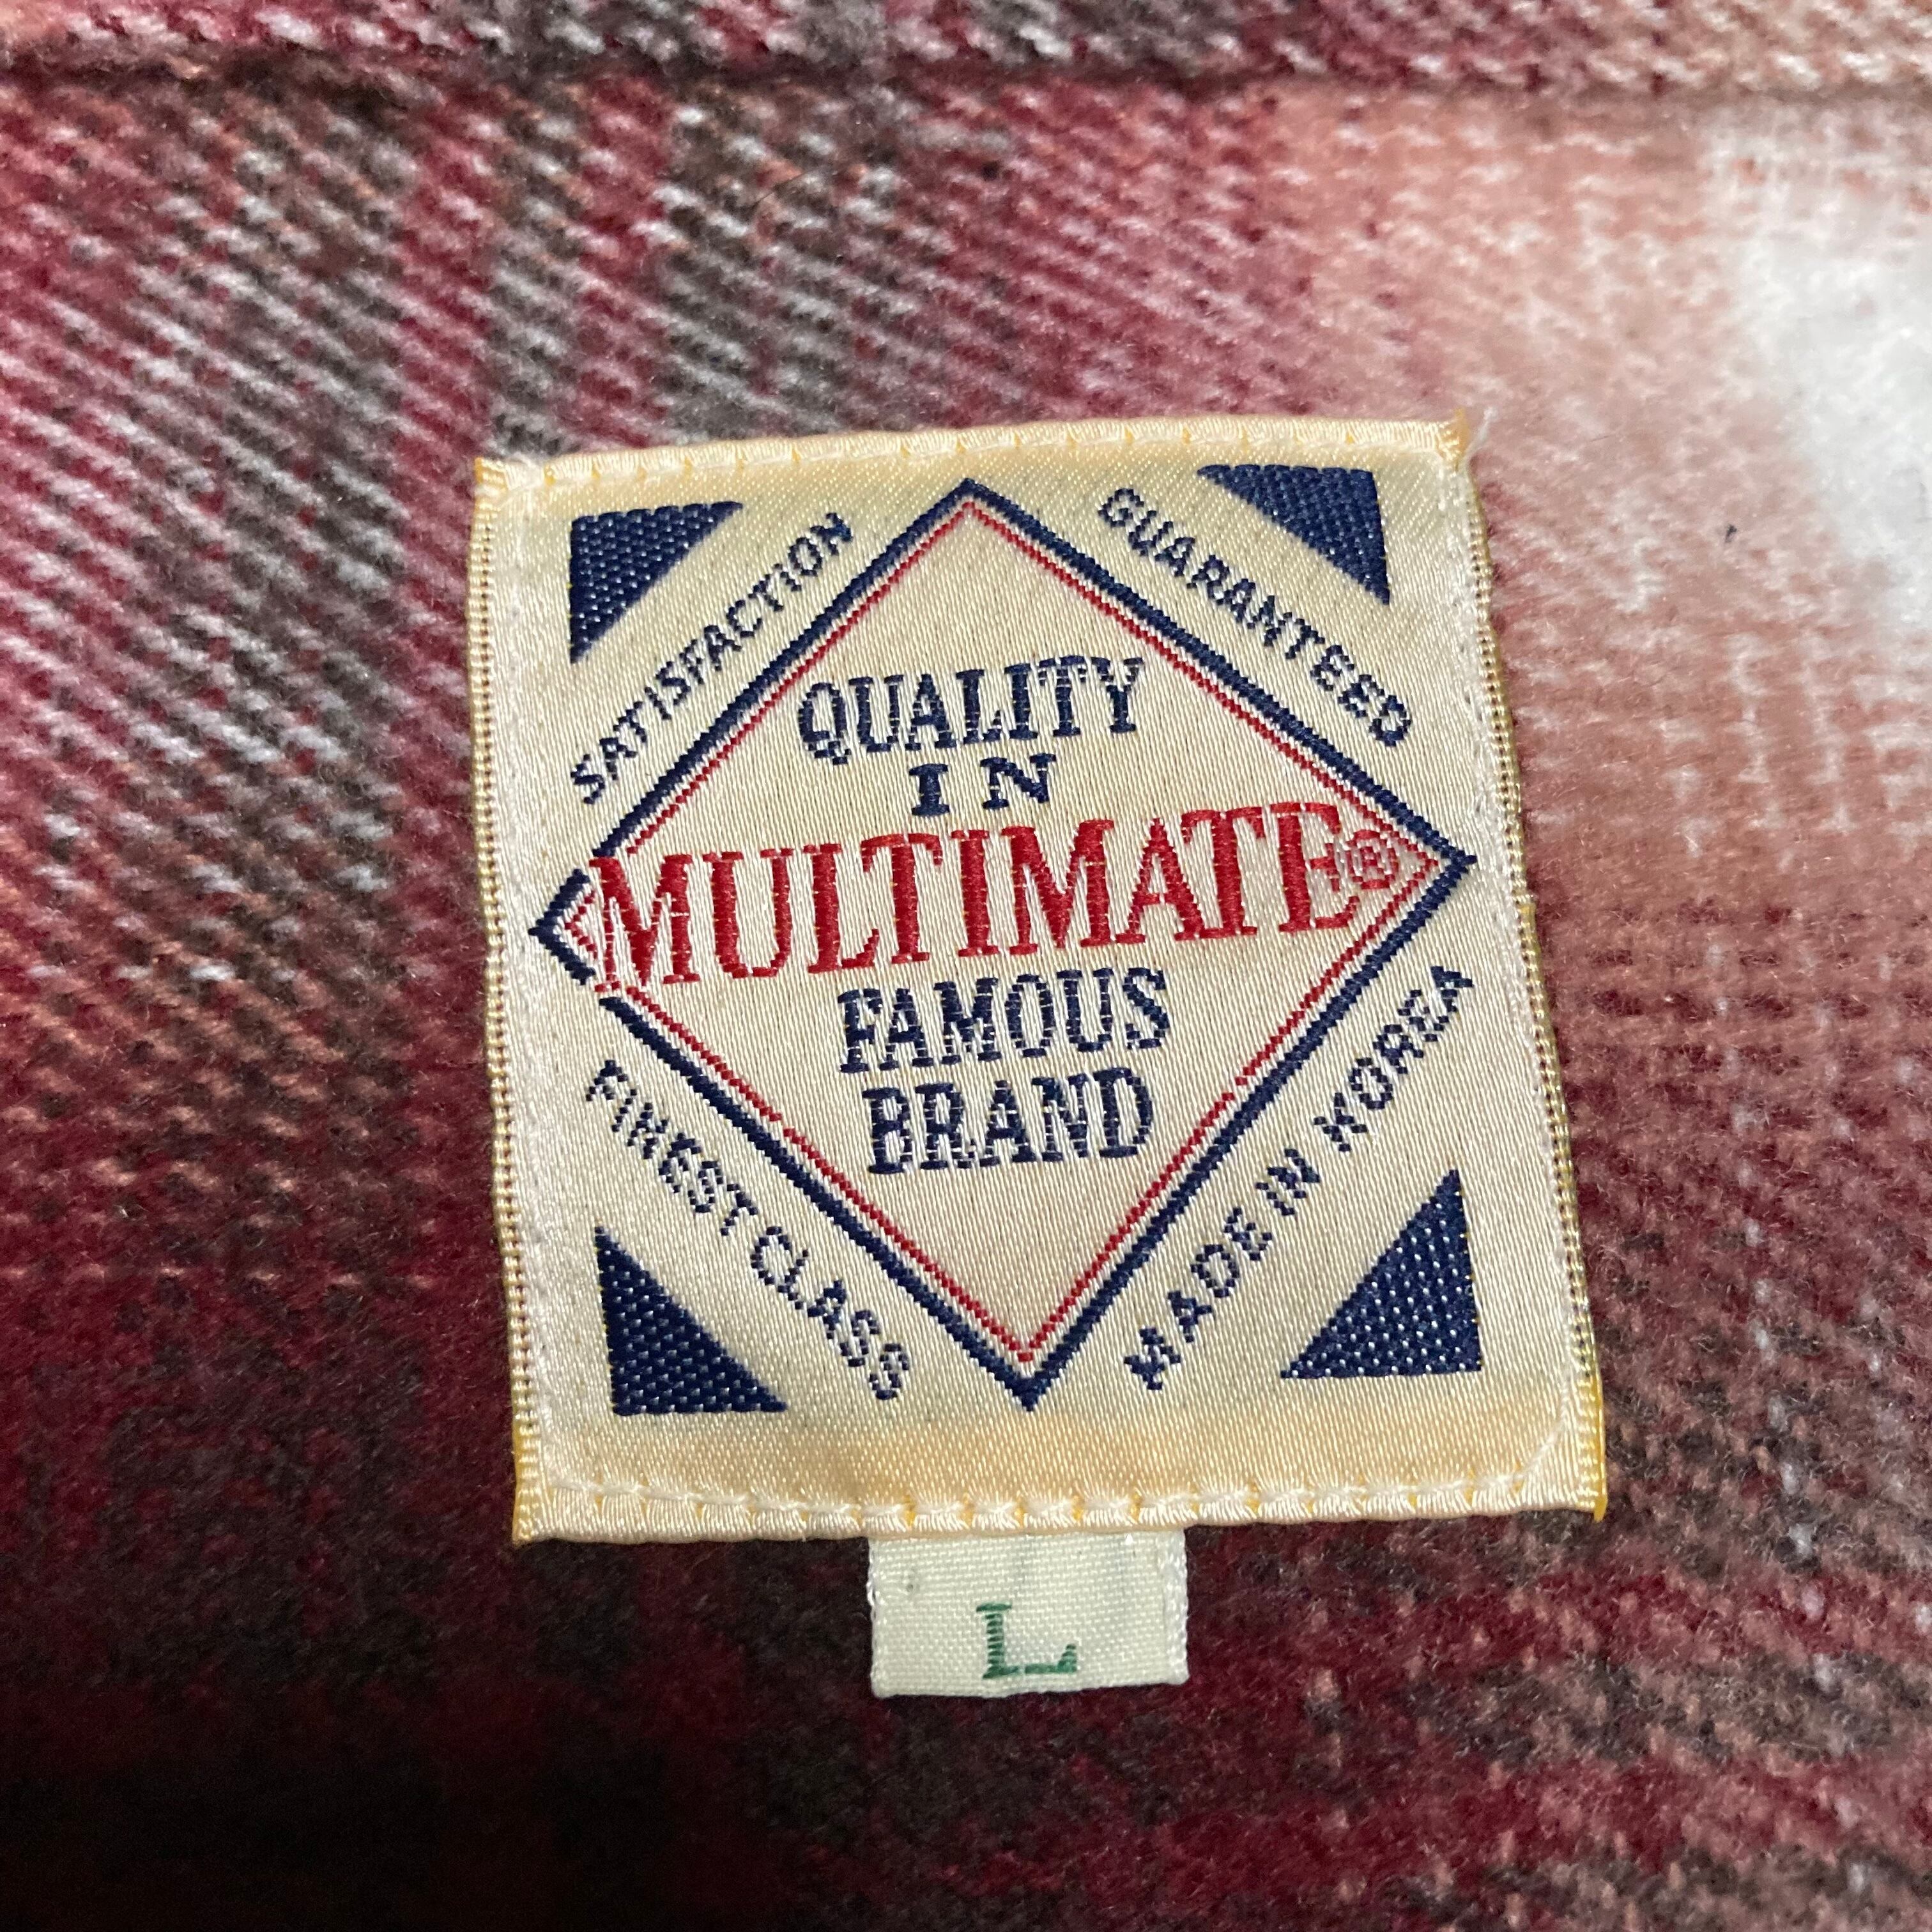 SATISFACTION
GUARANTEED
QUALITY
IN
MULTIMATE®
FAMOUS
BRAND
FINEST CLASS
MADE IN KOREA
L